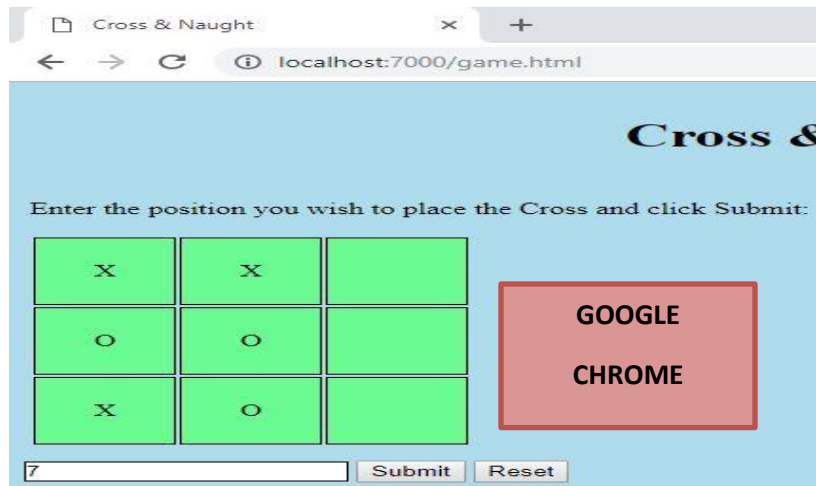 Cross & Naught
localhost:7000/game.html
Cross &
Enter the position you wish to place the Cross and click Submit:
X X
O O
X O
GOOGLE
CHROME
7 Submit Reset